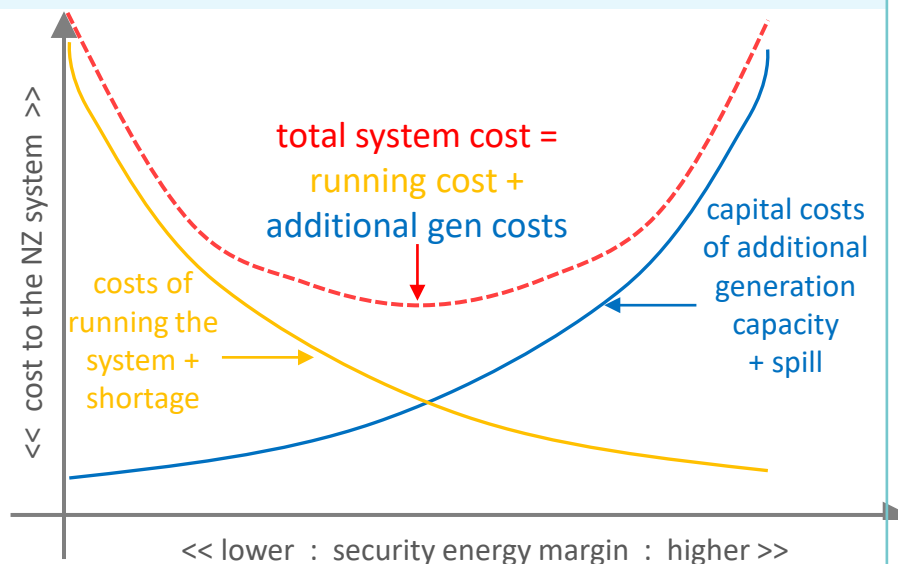 << cost to the NZ system >>
total system cost =
running cost +
additional gen costs
costs of
running the
system +
shortage
capital costs
of additional
generation
capacity
+ spill
<< lower : security energy margin : higher >>